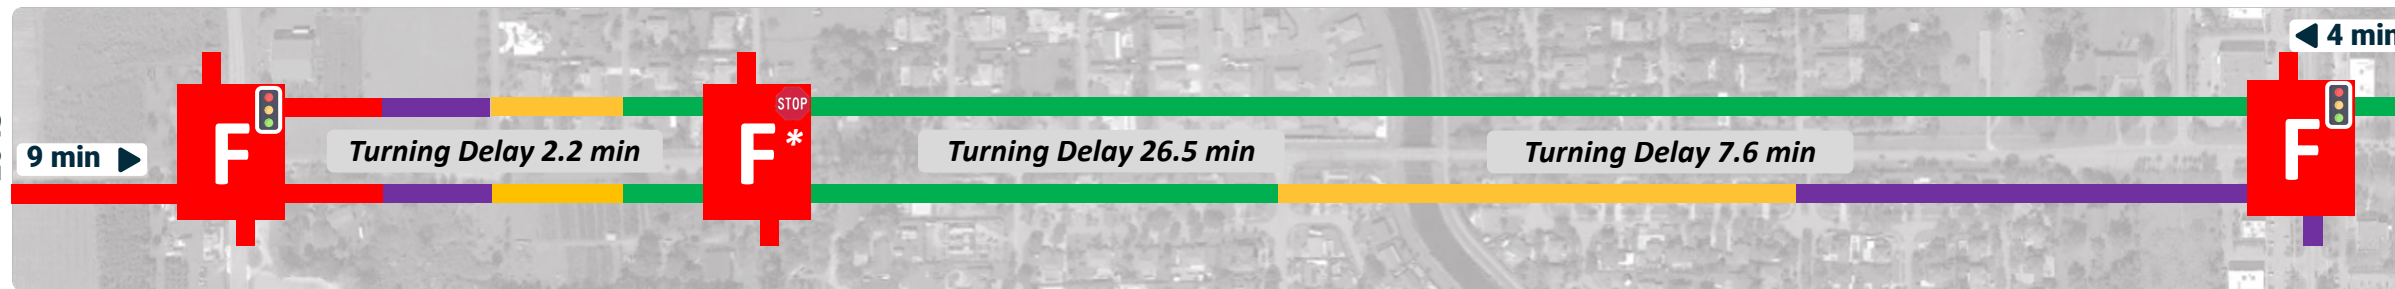 4 min
STOP
F
F*
F
Turning Delay 2.2 min
Turning Delay 26.5 min
Turning Delay 7.6 min
9 min